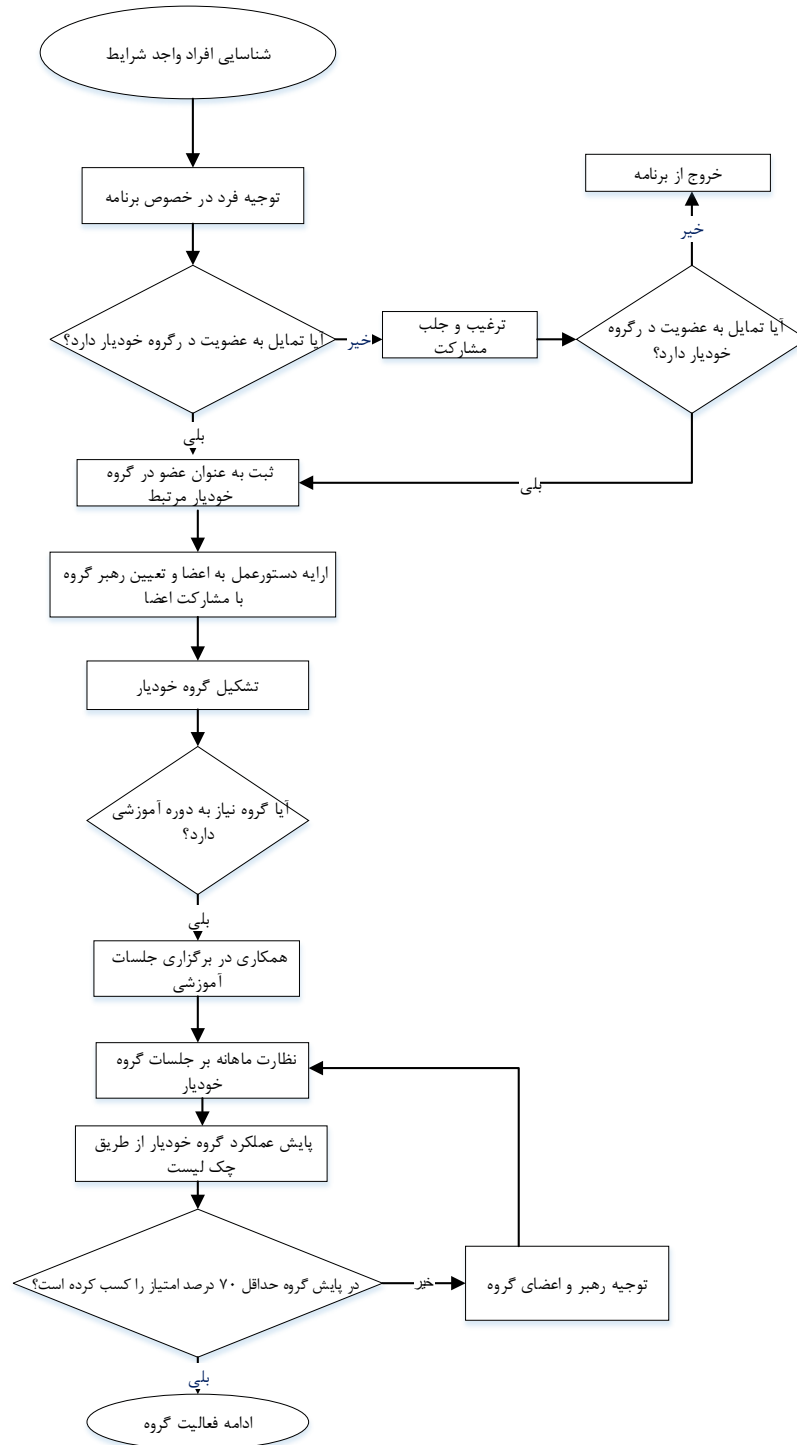 شناسایی افراد واجد شرایط
توجیه فرد در خصوص برنامه
خروج از برنامه
خیر
آیا تمایل به عضویت د رگروه خودیار دارد؟
خیر
ترغیب و جلب
مشارکت
آیا تمایل به عضویت د رگروه
خودیار دارد؟
بلی
بلی
ثبت به عنوان عضو در گروه
خودیار مرتبط
ارایه دستورعمل به اعضا و تعیین رهبر گروه
با مشارکت اعضا
تشکیل گروه خودیار
آیا گروه نیاز به دوره آموزشی
دارد؟
بلی
همکاری در برگزاری جلسات
آموزشی
نظارت ماهانه بر جلسات گروه
خودیار
پایش عملکرد گروه خودیار از طریق
چک لیست
در پایش گروه حداقل ۷۰ درصد امتیاز را کسب کرده است؟
خیر
توجیه رهبر و اعضای گروه
بلی
ادامه فعالیت گروه